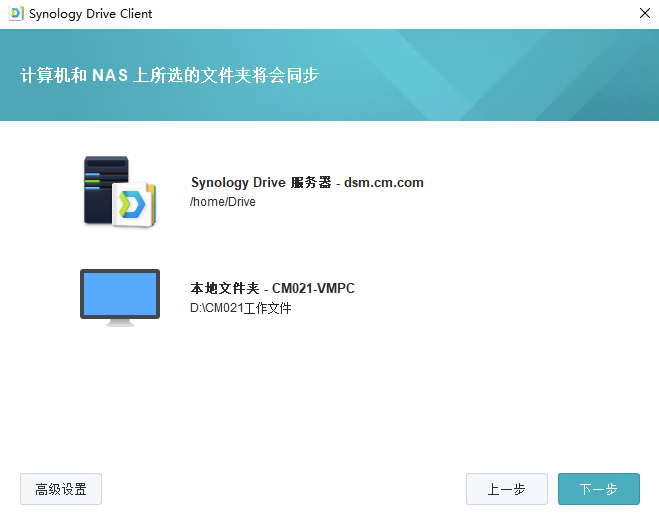 Synology Drive Client
计算机和 NAS 上所选的文件夹将会同步
Synology Drive 服务器 - dsm.cm.com
/home/Drive
本地文件夹 - CM021-VMPC
D:\CM021工作文件
高级设置
上一步
下一步